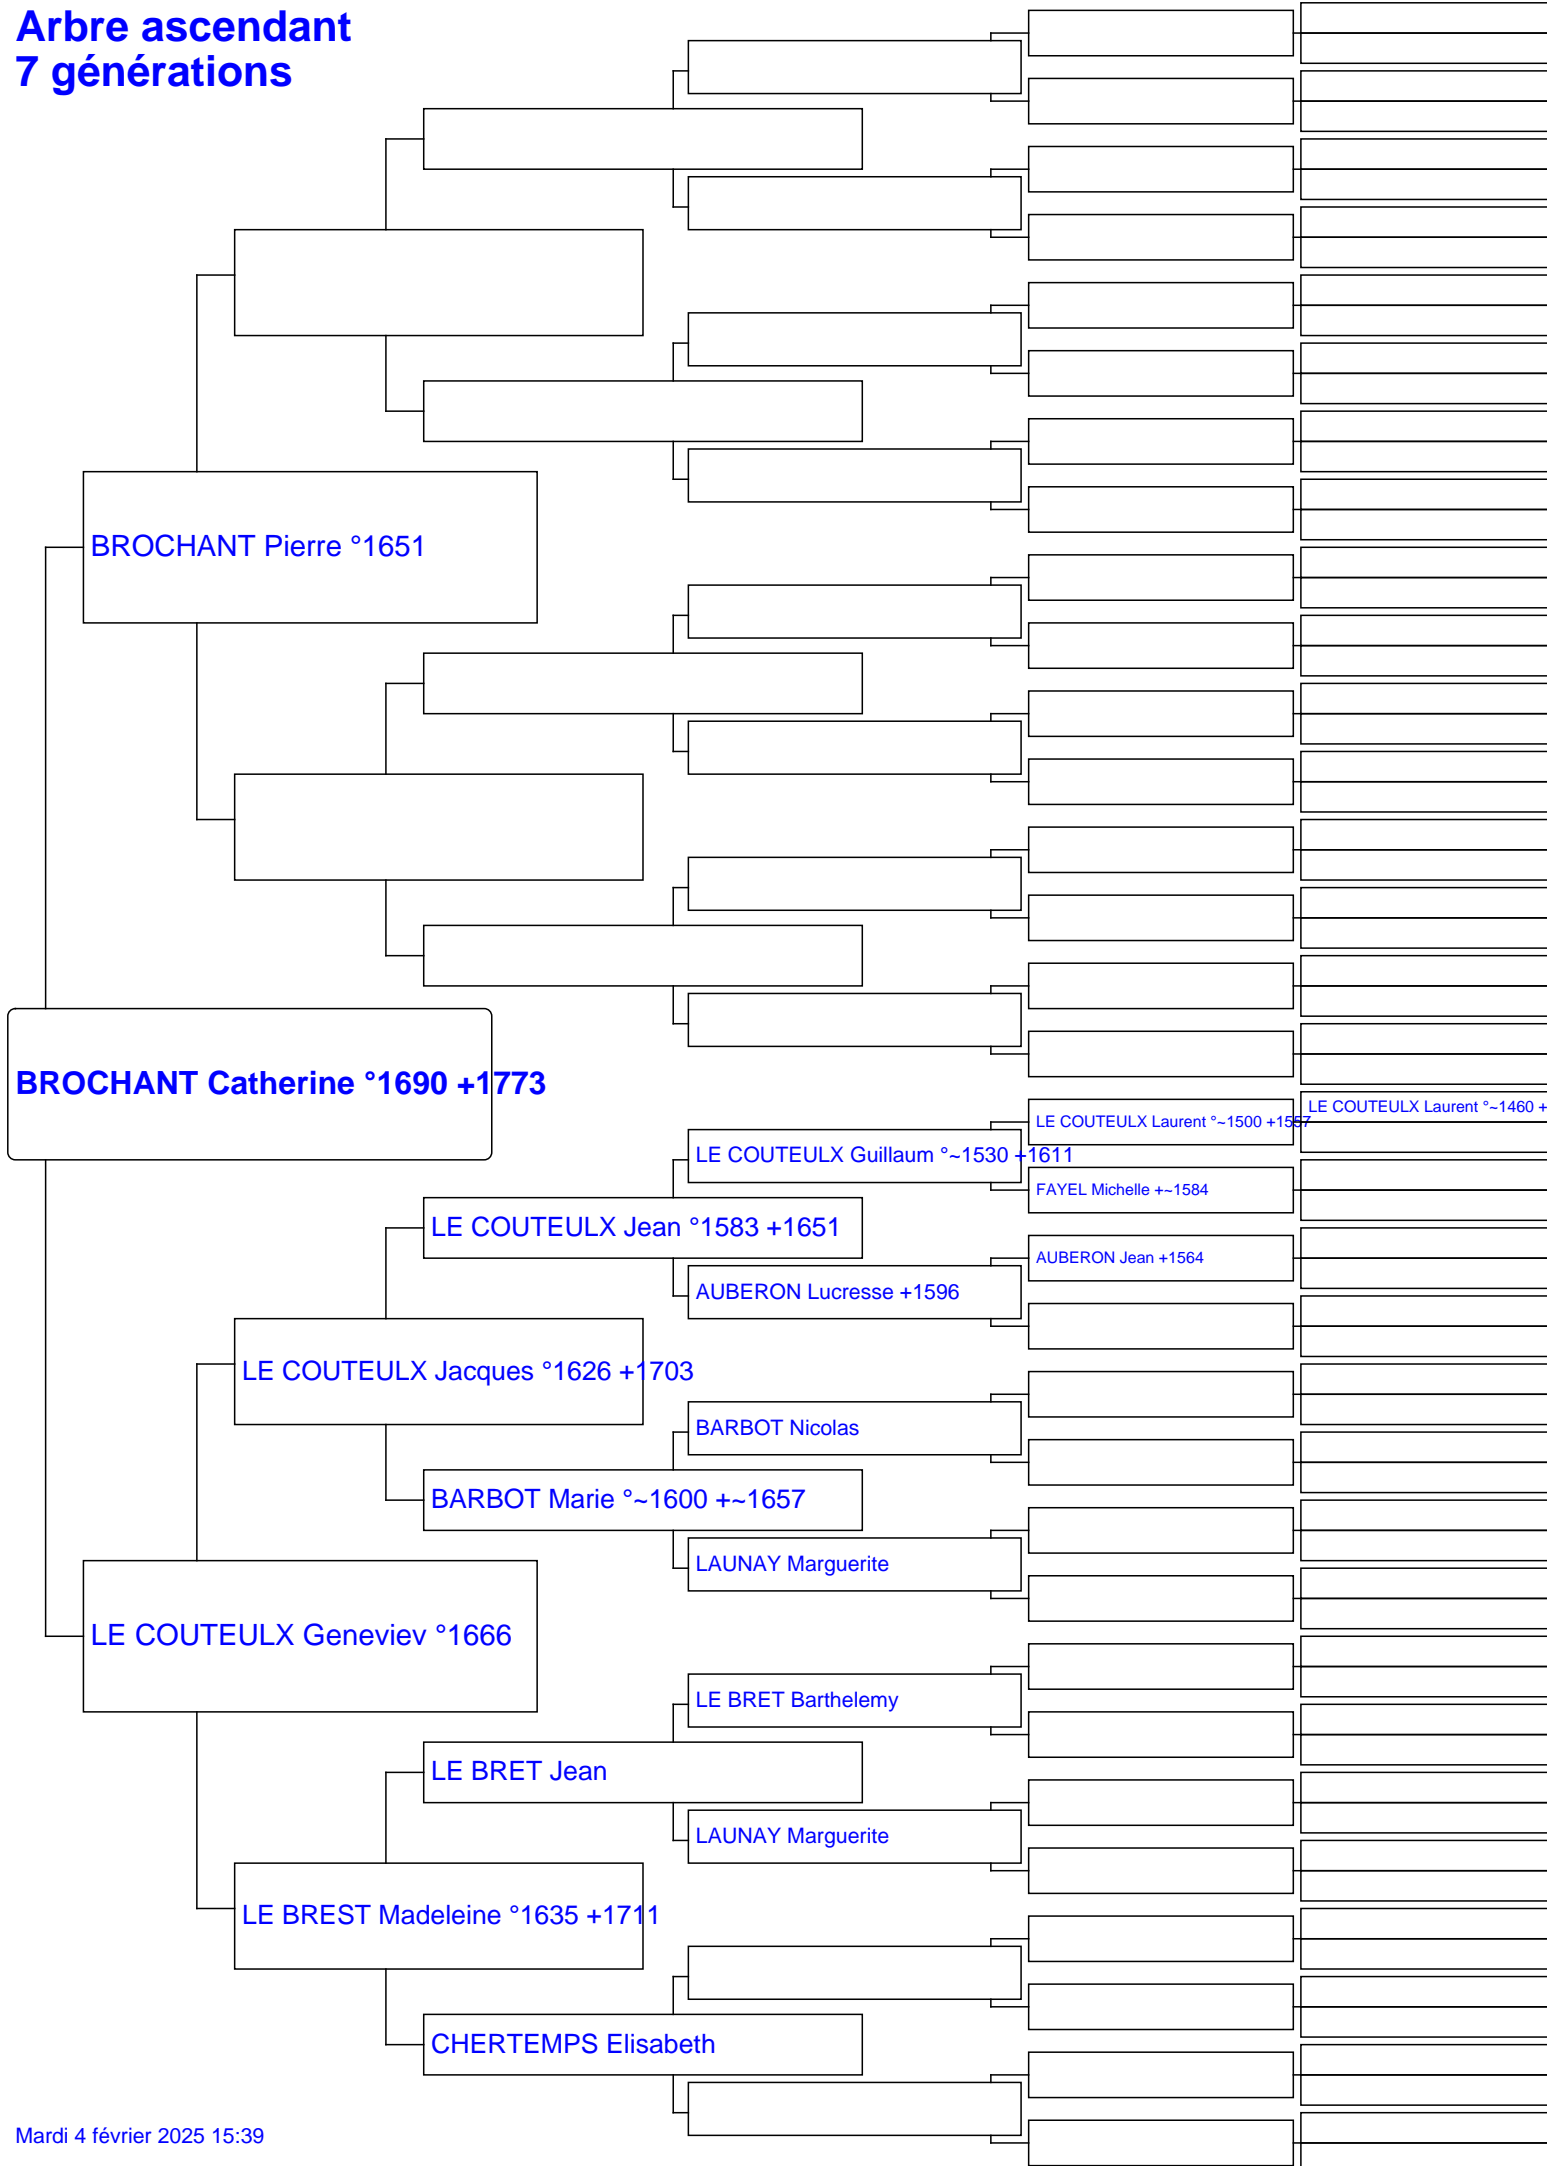 Arbre ascendant
7 générations
BROCHANT Pierre °1651
BROCHANT Catherine °1690 +1773
LE COUTEULX Laurent °~1460 +
LE COUTEULX Laurent °~1500 +1557
LE COUTEULX Guillaum °~1530 +1611
FAYEL Michelle +~1584
LE COUTEULX Jean °1583 +1651
AUBERON Jean +1564
AUBERON Lucresse +1596
LE COUTEULX Jacques °1626 +1703
BARBOT Nicolas
BARBOT Marie °~1600 +~1657
LAUNAY Marguerite
LE COUTEULX Geneviev °1666
LE BRET Barthelemy
LE BRET Jean
LAUNAY Marguerite
LE BREST Madeleine °1635 +1711
CHERTEMPS Elisabeth
Mardi 4 février 2025 15:39